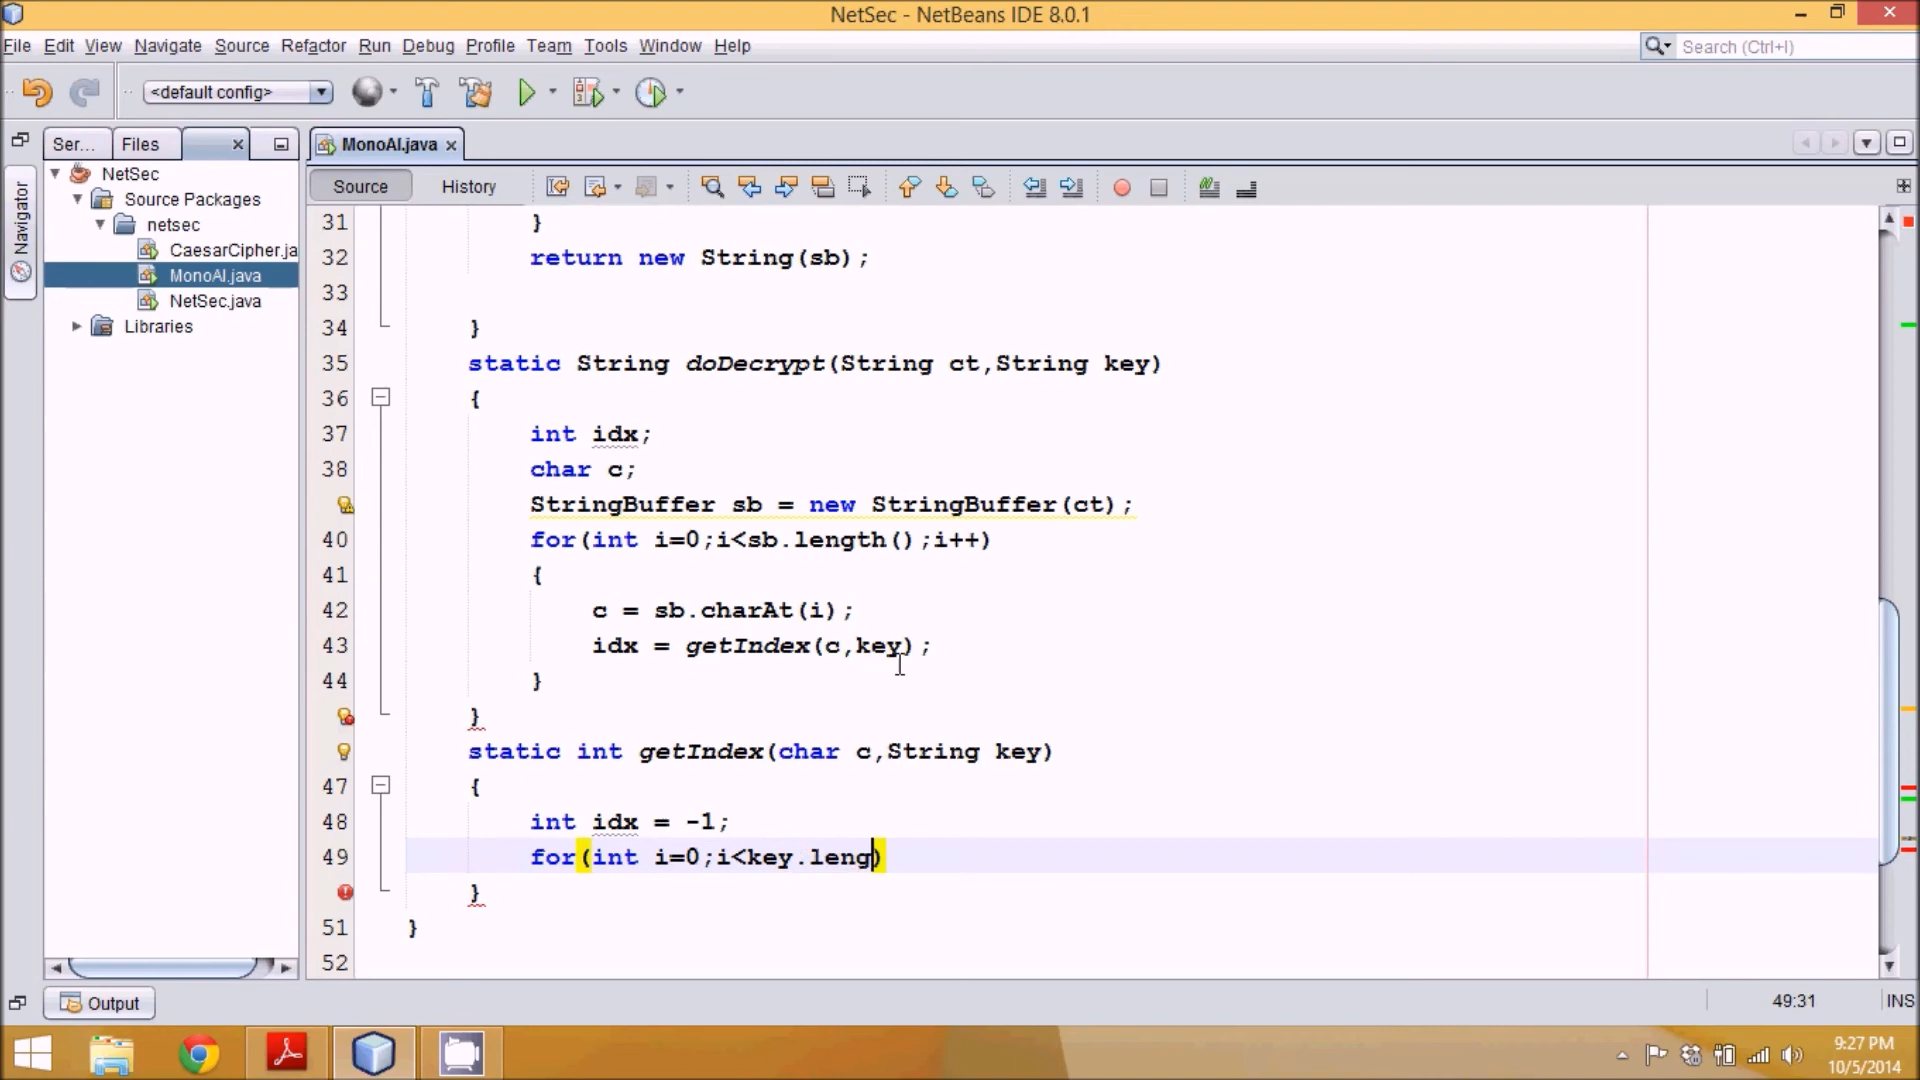 NetSec - NetBeans IDE 8.0.1
File Edit View Navigate Source Refactor Run Debug Profile Team Tools Window Help
Search (Ctrl+I)
<default config>
Ser... Files
MonoAl.java
Navigator
NetSec
Source Packages
netsec
CaesarCipher.ja
MonoAl.java
NetSec.java
Libraries
Source History
31 }
32 return new String(sb);
33
34 }
35 static String doDecrypt(String ct,String key)
36 {
37 int idx;
38 char c;
StringBuffer sb = new StringBuffer(ct);
40 for(int i=0;i<sb.length();i++)
41 {
42 c = sb.charAt(i);
43 idx = getIndex(c,key);
44 }
}
static int getIndex(char c,String key)
47 {
48 int idx = -1;
49 for(int i=0;i<key.leng)
}
51 }
52
Output
49:31 INS
9:27 PM
10/5/2014